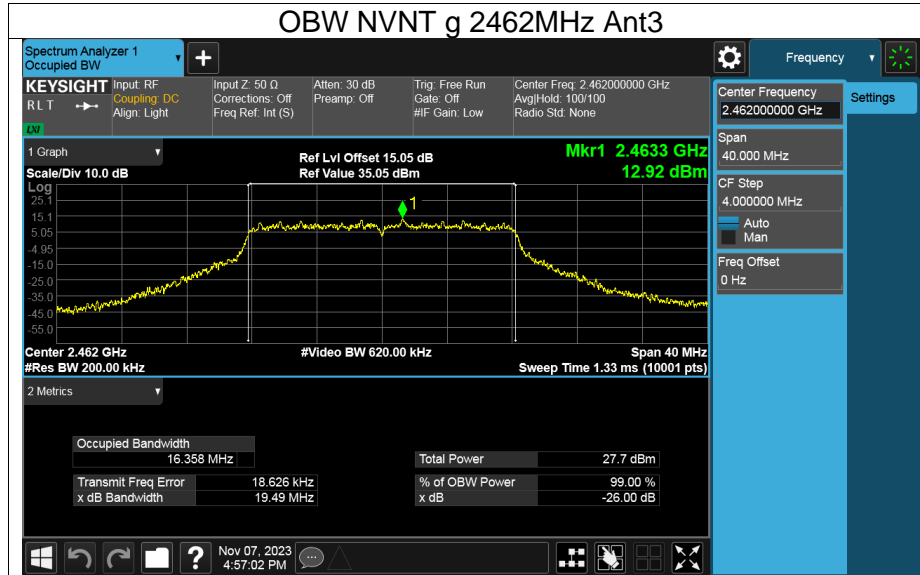 OBW NVNT g 2462MHz Ant3
Spectrum Analyzer 1
Occupied BW
+
Frequency
KEYSIGHT
RLT
LXI
Input: RF
Coupling: DC
Align: Light
Input Z: 50 Ω
Corrections: Off
Freq Ref: Int (S)
Atten: 30 dB
Preamp: Off
Trig: Free Run
Gate: Off
#IF Gain: Low
Center Freq: 2.462000000 GHz
Avg|Hold: 100/100
Radio Std: None
Center Frequency
2.462000000 GHz
Settings
Span
40.000 MHz
CF Step
4.000000 MHz
Auto
Man
Freq Offset
0 Hz
1 Graph
Scale/Div 10.0 dB
Ref Lvl Offset 15.05 dB
Ref Value 35.05 dBm
Mkr1 2.4633 GHz
12.92 dBm
Log
25.1
15.1
5.05
-4.95
-15.0
-25.0
-35.0
-45.0
-55.0
1
Center 2.462 GHz
#Video BW 620.00 kHz
Span 40 MHz
#Res BW 200.00 kHz
Sweep Time 1.33 ms (10001 pts)
2 Metrics
Occupied Bandwidth
16.358 MHz
Total Power 27.7 dBm
Transmit Freq Error 18.626 kHz
% of OBW Power 99.00 %
x dB Bandwidth 19.49 MHz
x dB -26.00 dB
?
Nov 07, 2023
4:57:02 PM